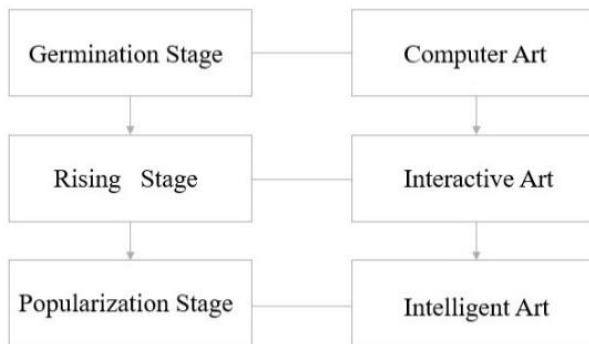 Germination Stage
Computer Art
Rising Stage
Interactive Art
Popularization Stage
Intelligent Art